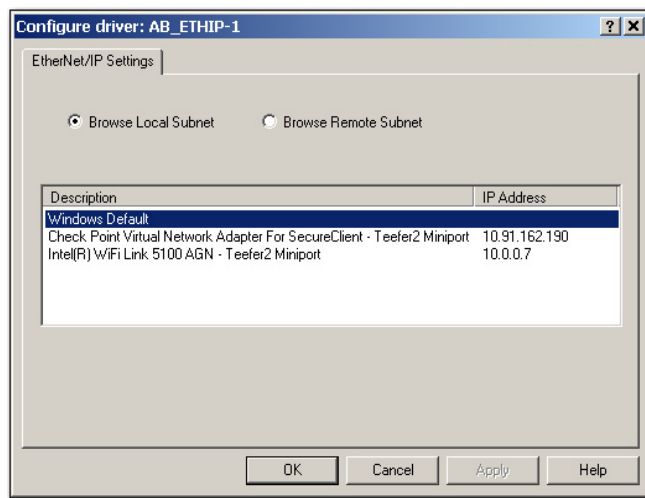 Configure driver: AB_ETHIP-1
EtherNet/IP Settings
Browse Local Subnet Browse Remote Subnet
Description IP Address
Windows Default
Check Point Virtual Network Adapter For SecureClient - Teefer2 Miniport 10.91.162.190
Intel(R) WiFi Link 5100 AGN - Teefer2 Miniport 10.0.0.7
OK Cancel Apply Help